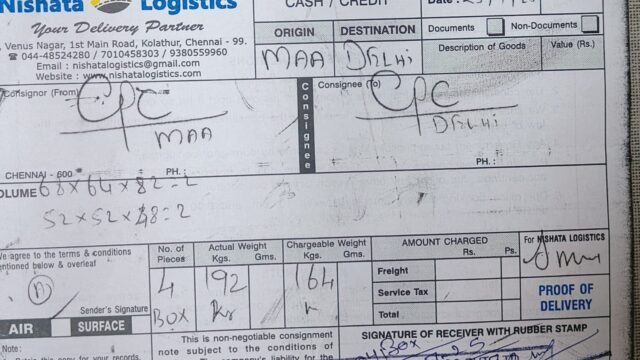 Nishata Logistics
Your Delivery Partner
Venus Nagar, 1st Main Road, Kolathur, Chennai - 99.
044-48524280 / 7010458303 / 9380559960
Email : nishatalogistics@gmail.com
Website : www.nishatalogistics.com
CASH / CREDIT
Date :
ORIGIN DESTINATION
MAA DELHI
Documents Non-Documents
Description of Goods Value (Rs.)
Consignor (From)
CPC
MAA
CHENNAI - 600 PH. :
Consignee
Consignee (To)
CPC
DELHI
PH. :
VOLUME 68x64x82=2
52x52x48=2
We agree to the terms & conditions
mentioned below & overleaf
Sender's Signature
AIR SURFACE
Note:
No. of Pieces
4
BOX
Actual Weight
Kgs. Gms.
192
Chargeable Weight
Kgs. Gms.
164
AMOUNT CHARGED
Rs. Ps.
Freight
Service Tax
Total
For NISHATA LOGISTICS
PROOF OF
DELIVERY
This is non-negotiable consignment
note subject to the conditions of
SIGNATURE OF RECEIVER WITH RUBBER STAMP
Box